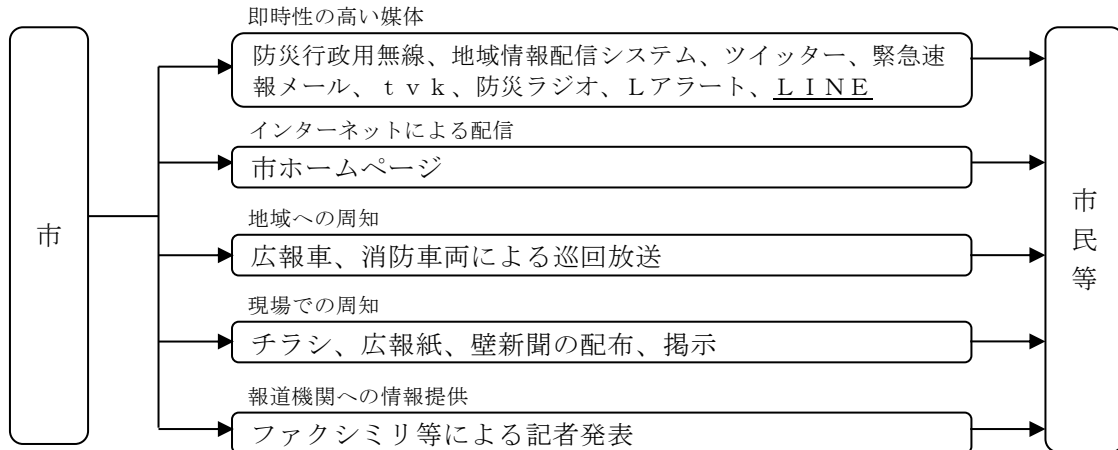 即時性の高い媒体
防災行政用無線、地域情報配信システム、ツイッター、緊急速
報メール、ｔｖｋ、防災ラジオ、Ｌアラート、ＬＩＮＥ
インターネットによる配信
市ホームページ
地域への周知
市
広報車、消防車両による巡回放送
市民等
現場での周知
チラシ、広報紙、壁新聞の配布、掲示
報道機関への情報提供
ファクシミリ等による記者発表